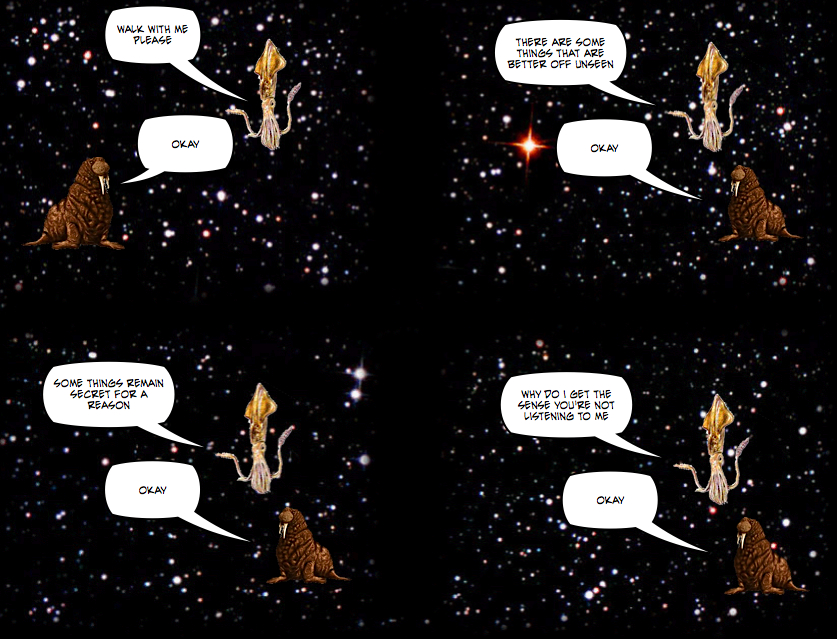 WALK WITH ME
PLEASE
OKAY
THERE ARE SOME
THINGS THAT ARE
BETTER OFF UNSEEN
OKAY
SOME THINGS REMAIN
SECRET FOR A
REASON
OKAY
WHY DO I GET THE
SENSE YOU'RE NOT
LISTENING TO ME
OKAY